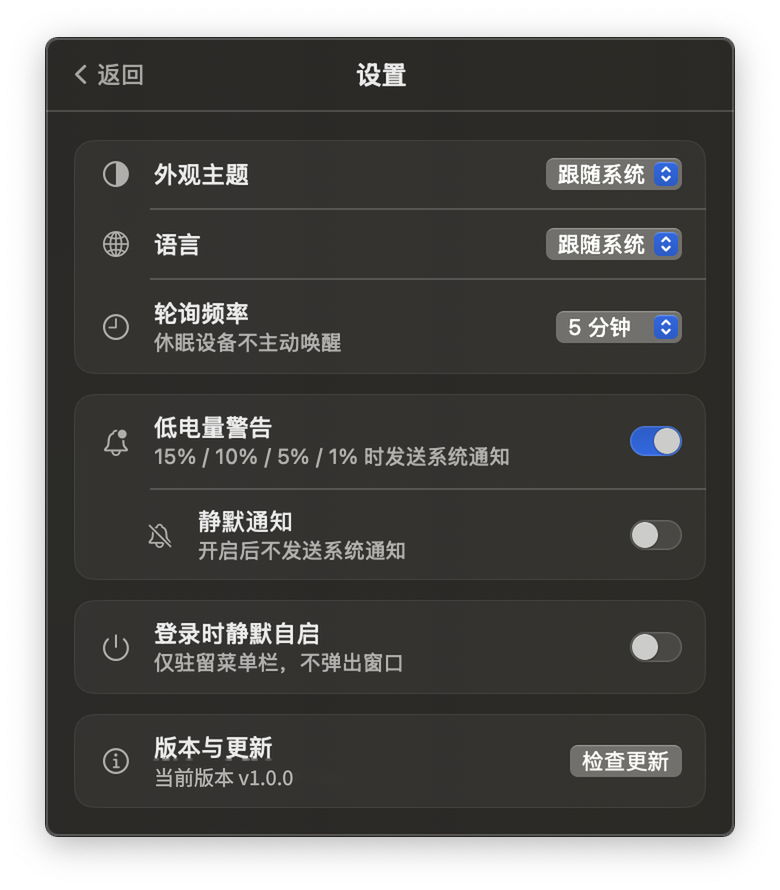 返回
设置
外观主题
跟随系统
语言
跟随系统
轮询频率
休眠设备不主动唤醒
5 分钟
低电量警告
15% / 10% / 5% / 1% 时发送系统通知
静默通知
开启后不发送系统通知
登录时静默自启
仅驻留菜单栏，不弹出窗口
版本与更新
当前版本 v1.0.0
检查更新